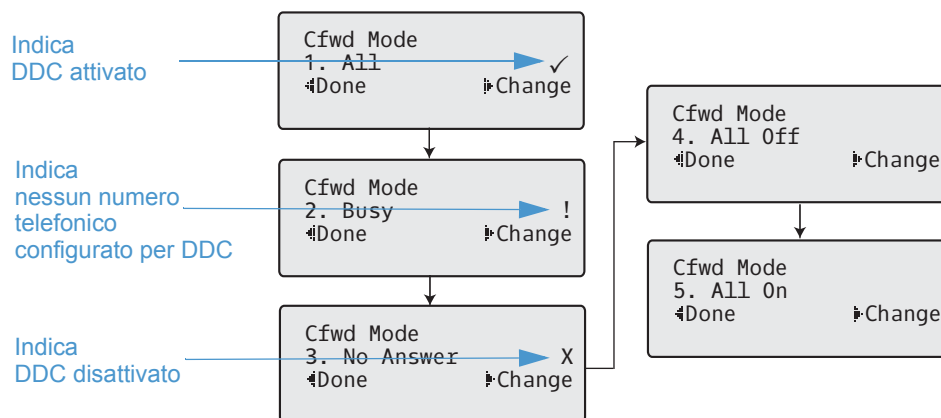 Indica
DDC attivato
Cfwd Mode
1. All ✓
Done Change
Indica
nessun numero
telefonico
configurato per DDC
Cfwd Mode
2. Busy !
Done Change
Indica
DDC disattivato
Cfwd Mode
3. No Answer X
Done Change
Cfwd Mode
4. All Off
Done Change
Cfwd Mode
5. All On
Done Change